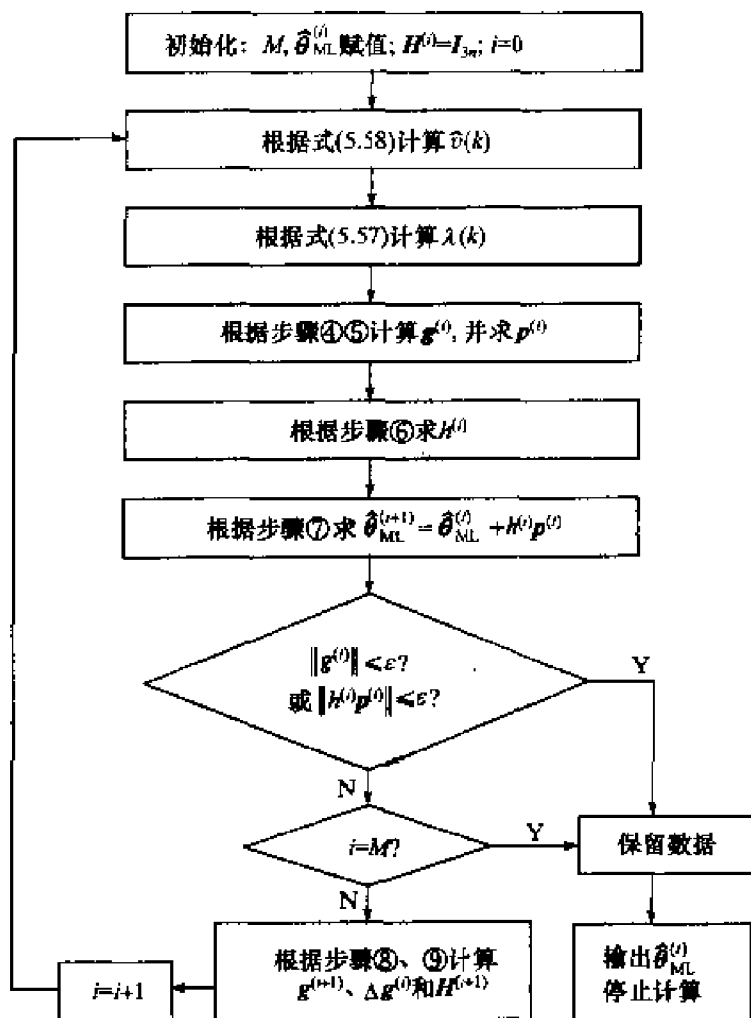 初始化: M, θ̂_ML^(i) 赋值; H^(i)=I_3n; i=0
根据式(5.58)计算 v̂(k)
根据式(5.57)计算 λ(k)
根据步骤④⑤计算 g^(i), 并求 p^(i)
根据步骤⑥求 h^(i)
根据步骤⑦求 θ̂_ML^(i+1) = θ̂_ML^(i) + h^(i)p^(i)
‖g^(i)‖ ≤ ε?
或 ‖h^(i)p^(i)‖ ≤ ε?
Y
N
i=M?
Y
保留数据
N
根据步骤⑧、⑨计算
g^(i+1)、Δg^(i)和H^(i+1)
i=i+1
输出 θ̂_ML^(i)
停止计算